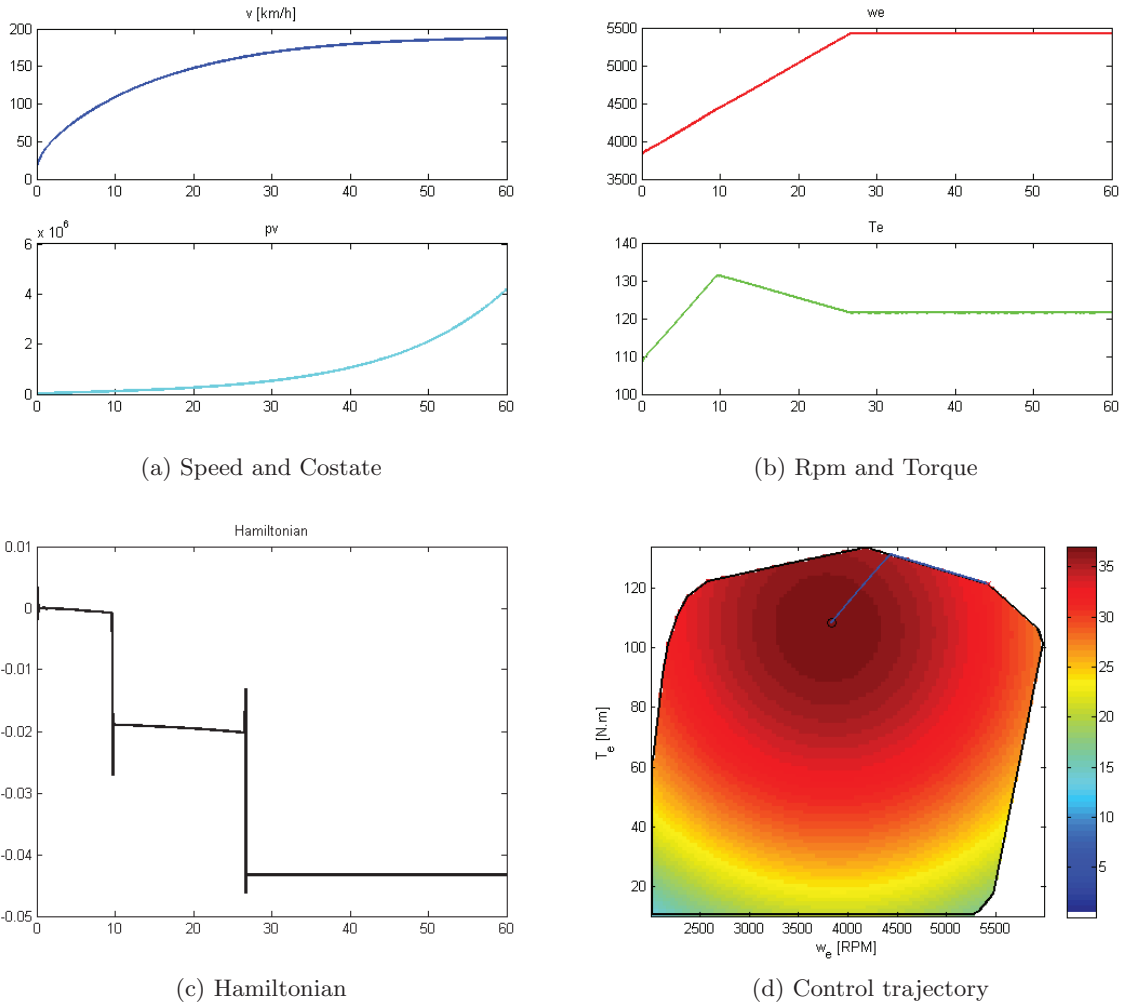 v [km/h]
200
150
100
50
0
0 10 20 30 40 50 60
x 10^6
pv
6
4
2
0
0 10 20 30 40 50 60
(a) Speed and Costate
we
5500
5000
4500
4000
3500
0 10 20 30 40 50 60
Te
140
130
120
110
100
0 10 20 30 40 50 60
(b) Rpm and Torque
Hamiltonian
0.01
0
-0.01
-0.02
-0.03
-0.04
-0.05
0 10 20 30 40 50 60
(c) Hamiltonian
T_e [N.m]
120
100
80
60
40
20
2500 3000 3500 4000 4500 5000 5500
w_e [RPM]
35
30
25
20
15
10
5
(d) Control trajectory